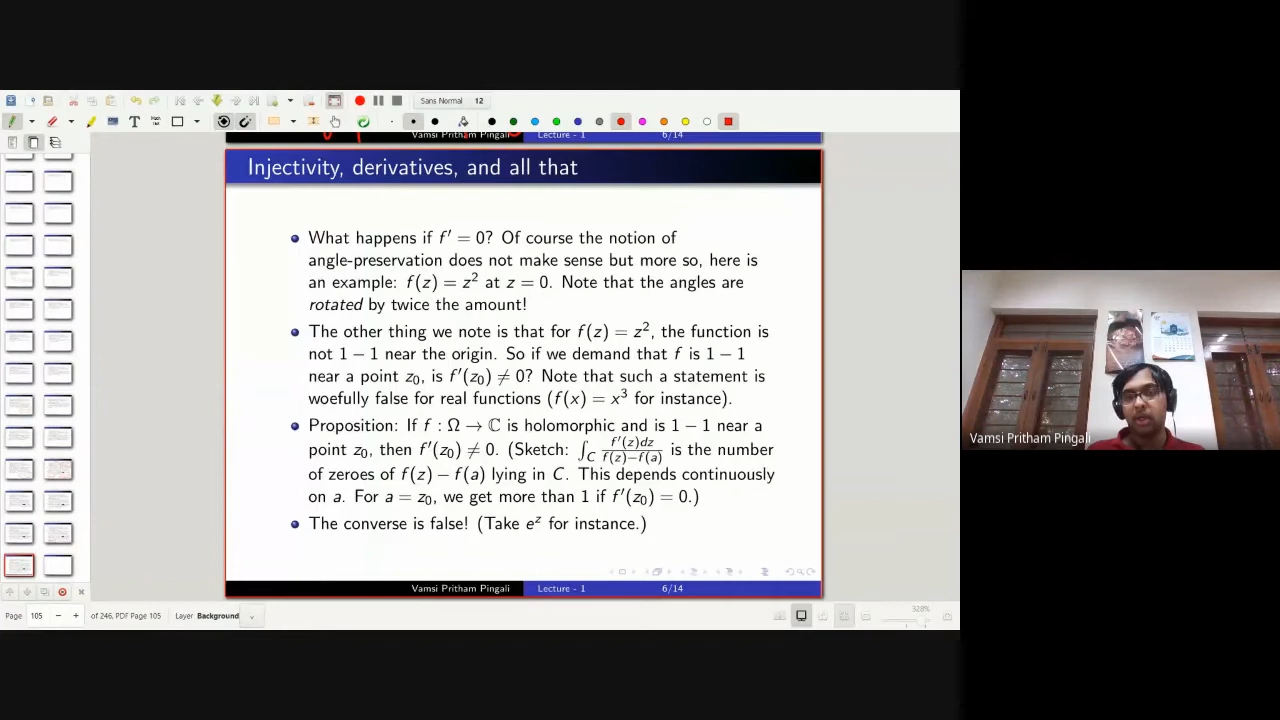 Sans Normal 12
Vamsi Pritham Pingali Lecture - 1 6/14
Injectivity, derivatives, and all that
What happens if f′ = 0? Of course the notion of
angle-preservation does not make sense but more so, here is
an example: f(z) = z² at z = 0. Note that the angles are
rotated by twice the amount!
The other thing we note is that for f(z) = z², the function is
not 1 − 1 near the origin. So if we demand that f is 1 − 1
near a point z₀, is f′(z₀) ≠ 0? Note that such a statement is
woefully false for real functions (f(x) = x³ for instance).
Proposition: If f : Ω → ℂ is holomorphic and is 1 − 1 near a
point z₀, then f′(z₀) ≠ 0. (Sketch: ∫_C f′(z)dz / f(z)−f(a) is the number
of zeroes of f(z) − f(a) lying in C. This depends continuously
on a. For a = z₀, we get more than 1 if f′(z₀) = 0.)
The converse is false! (Take eᶻ for instance.)
Vamsi Pritham Pingali Lecture - 1 6/14
Page 105 of 246, PDF Page 105 Layer Background
328%
Vamsi Pritham Pingali